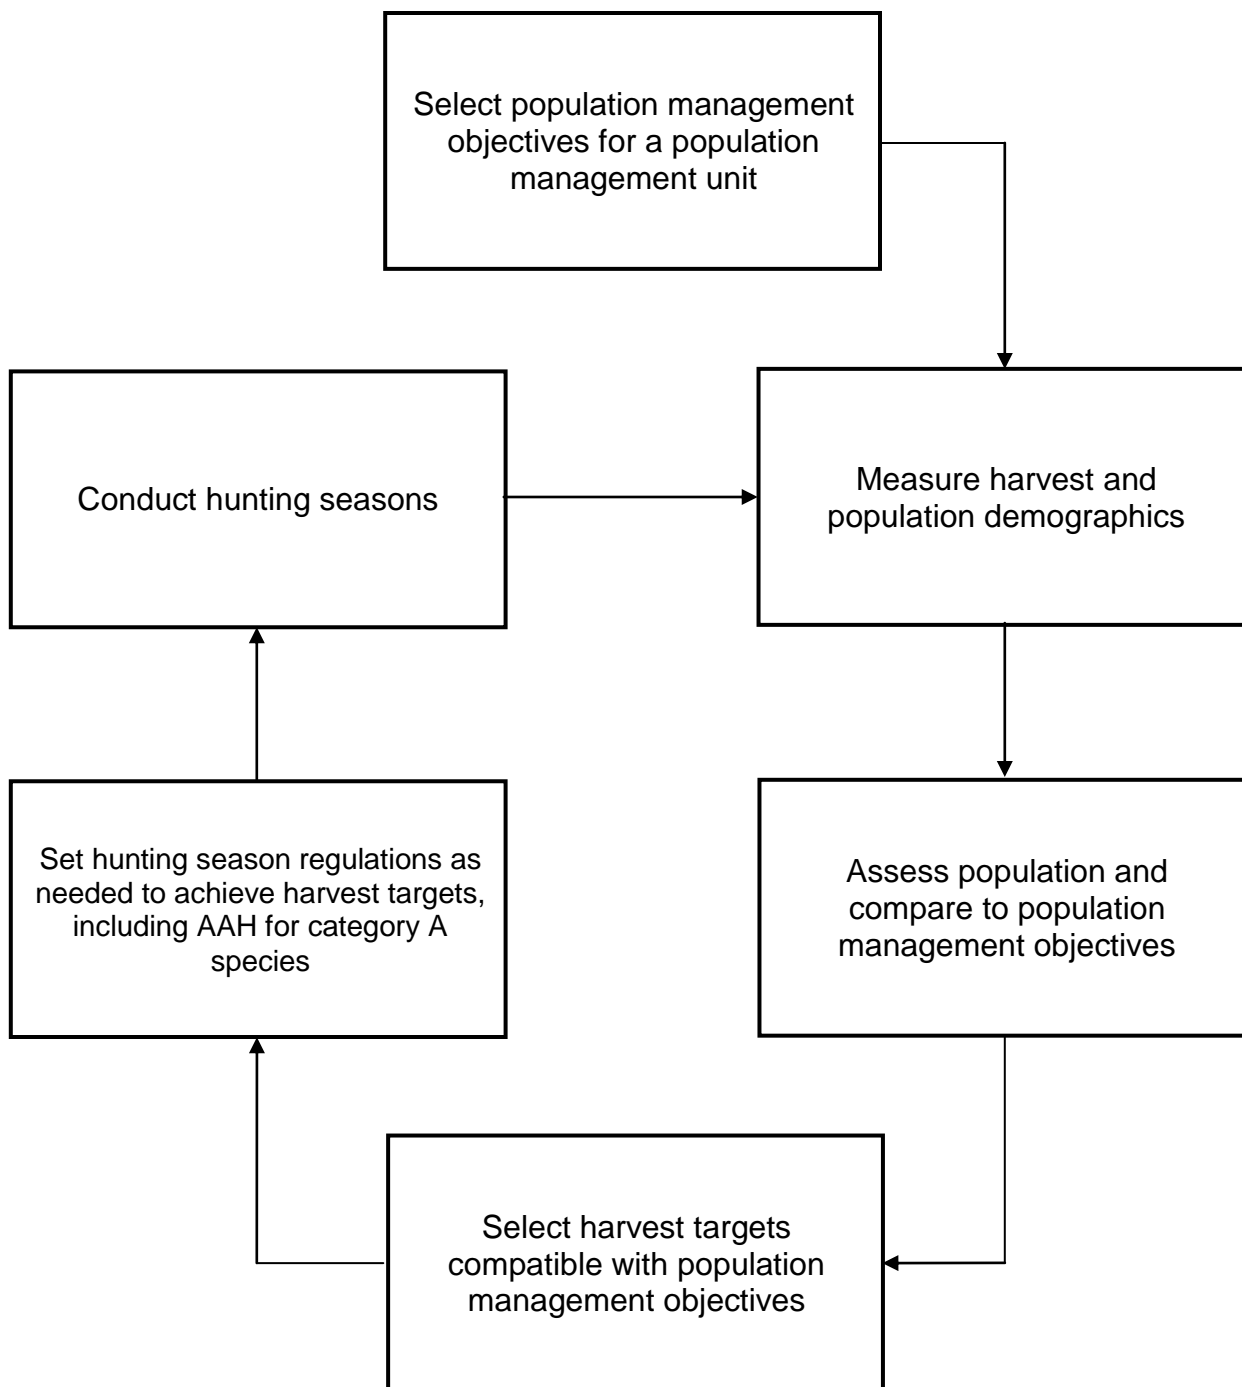 Select population management
objectives for a population
management unit
Conduct hunting seasons
Measure harvest and
population demographics
Set hunting season regulations as
needed to achieve harvest targets,
including AAH for category A
species
Assess population and
compare to population
management objectives
Select harvest targets
compatible with population
management objectives